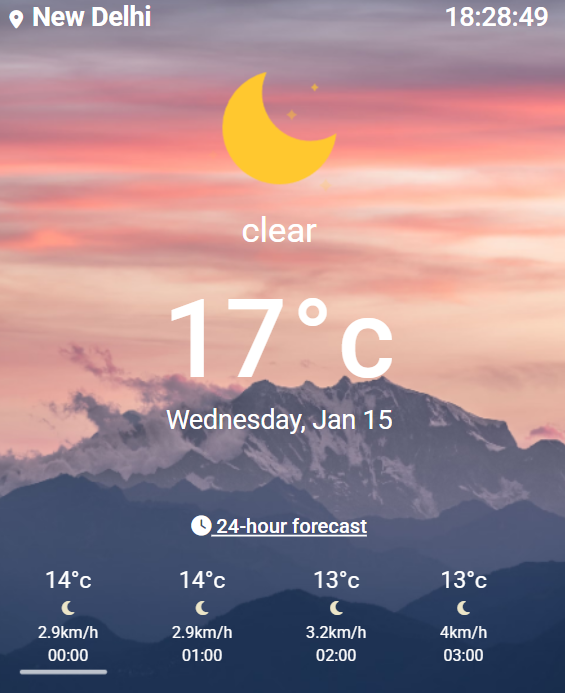 New Delhi 18:28:49
clear
17°c
Wednesday, Jan 15
24-hour forecast
14°c 14°c 13°c 13°c
2.9km/h 2.9km/h 3.2km/h 4km/h
00:00 01:00 02:00 03:00